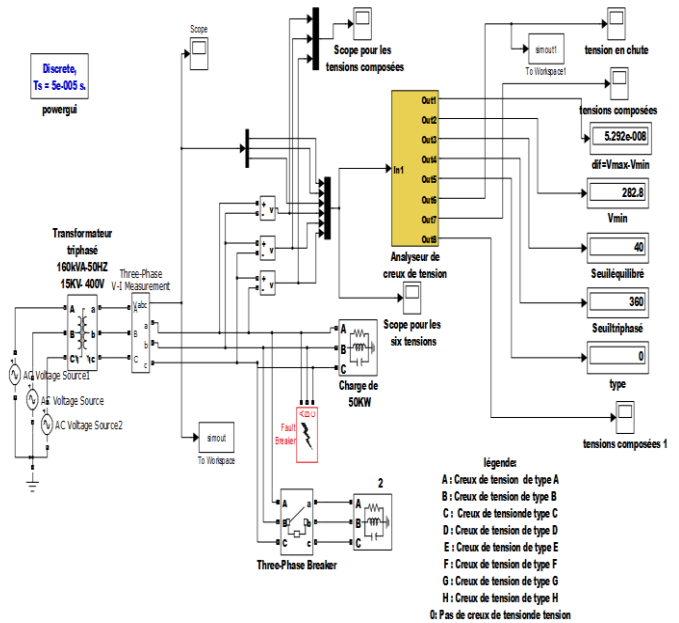 Discrete,
Ts = 5e-005 s.
powergui
Scope
Scope pour les
tensions composées
simout1
To Workspace1
tension en chute
tensions composées
5.292e-008
dif=Vmax-Vmin
282.8
Vmin
40
Seuiléquilibré
360
Seuiltriphasé
0
type
tensions composées 1
In1
Out1
Out2
Out3
Out4
Out5
Out6
Out7
Out8
Analyseur de
creux de tension
Scope pour les
six tensions
+
-
v
+
-
v
+
-
v
Transformateur
triphasé
160kVA-50HZ
15KV- 400V
Three-Phase
V-I Measurement
A
B
C
a
b
c
Vabc
A
B
C
a
b
c
AC Voltage Source1
AC Voltage Source
AC Voltage Source2
A
B
C
Charge de
50KW
A B C
Fault
Breaker
simout
To Workspace
A
B
C
a
b
c
Three-Phase Breaker
2
A
B
C
légende:
A : Creux de tension de type A
B : Creux de tension de type B
C : Creux de tensionde type C
D : Creux de tension de type D
E : Creux de tension de type E
F : Creux de tension de type F
G : Creux de tension de type G
H : Creux de tension de type H
0: Pas de creux de tensionde tension